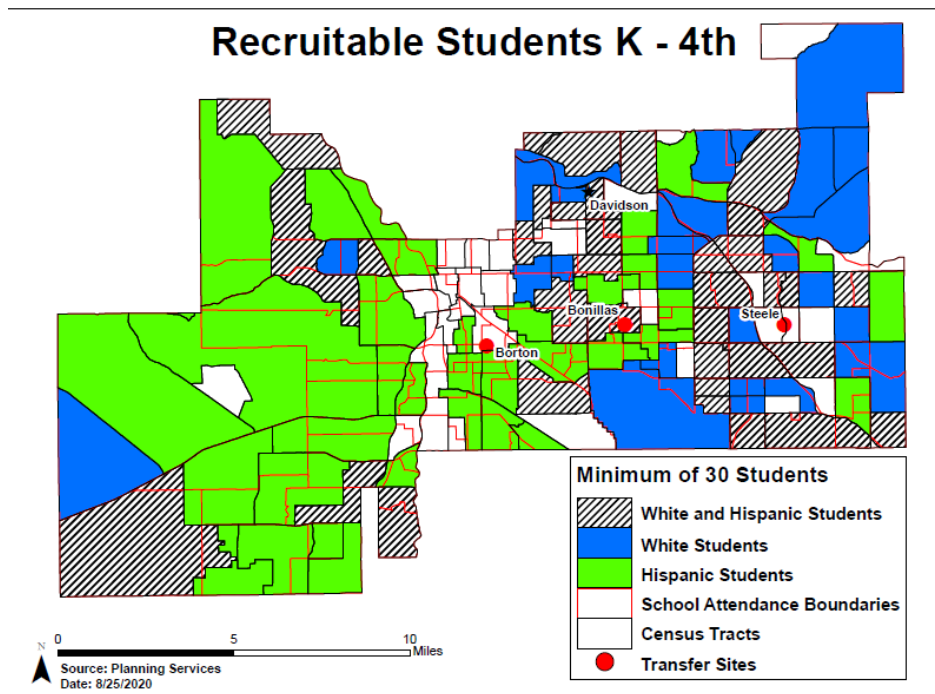 Recruitable Students K - 4th
Davidson
Bonillas
Steele
Borton
Minimum of 30 Students
White and Hispanic Students
White Students
Hispanic Students
School Attendance Boundaries
Census Tracts
Transfer Sites
N
0 5 10
Miles
Source: Planning Services
Date: 8/25/2020